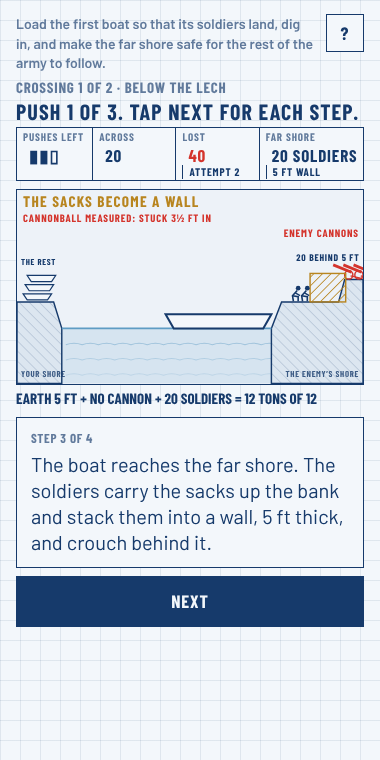 Load the first boat so that its soldiers land, dig
in, and make the far shore safe for the rest of the
army to follow.
?
CROSSING 1 OF 2 · BELOW THE LECH
PUSH 1 OF 3. TAP NEXT FOR EACH STEP.
PUSHES LEFT
ACROSS
20
LOST
40
ATTEMPT 2
FAR SHORE
20 SOLDIERS
5 FT WALL
THE SACKS BECOME A WALL
CANNONBALL MEASURED: STUCK 3½ FT IN
ENEMY CANNONS
THE REST
20 BEHIND 5 FT
YOUR SHORE
THE ENEMY'S SHORE
EARTH 5 FT + NO CANNON + 20 SOLDIERS = 12 TONS OF 12
STEP 3 OF 4
The boat reaches the far shore. The
soldiers carry the sacks up the bank
and stack them into a wall, 5 ft thick,
and crouch behind it.
NEXT